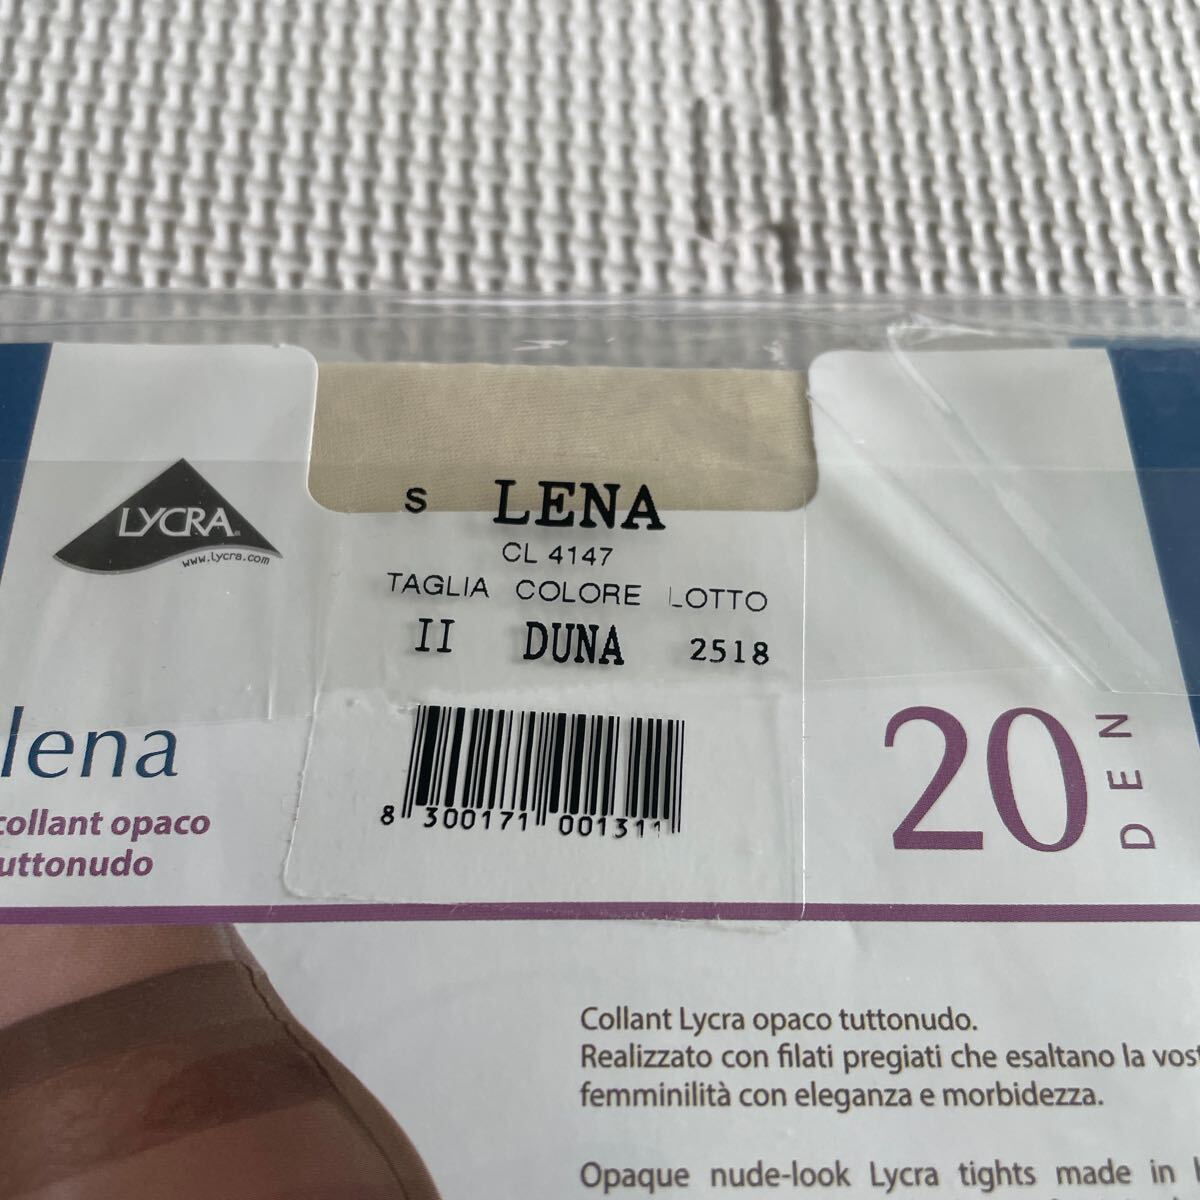 LYCRA
www.lycra.com
S LENA
CL 4147
TAGLIA COLORE LOTTO
II DUNA 2518
8 300171 001311
lena
collant opaco
tuttonudo
20 DEN
Collant Lycra opaco tuttonudo.
Realizzato con filati pregiati che esaltano la
femminilità con eleganza e morbidezza.
Opaque nude-look Lycra tights made in